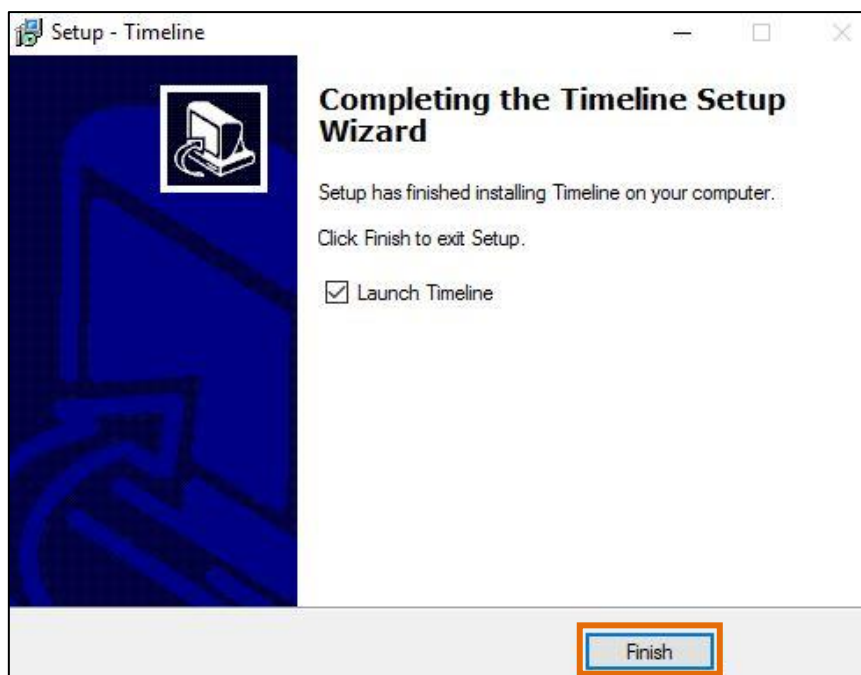 Setup - Timeline
Completing the Timeline Setup
Wizard
Setup has finished installing Timeline on your computer.
Click Finish to exit Setup.
Launch Timeline
Finish